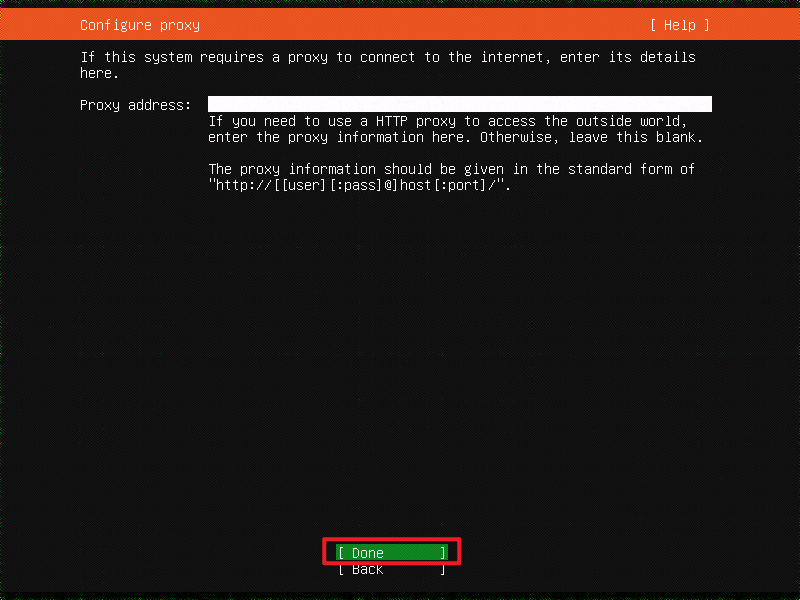 Configure proxy [ Help ]
If this system requires a proxy to connect to the internet, enter its details
here.
Proxy address:
If you need to use a HTTP proxy to access the outside world,
enter the proxy information here. Otherwise, leave this blank.
The proxy information should be given in the standard form of
"http://[[user][:pass]@]host[:port]/".
[ Done ]
[ Back ]